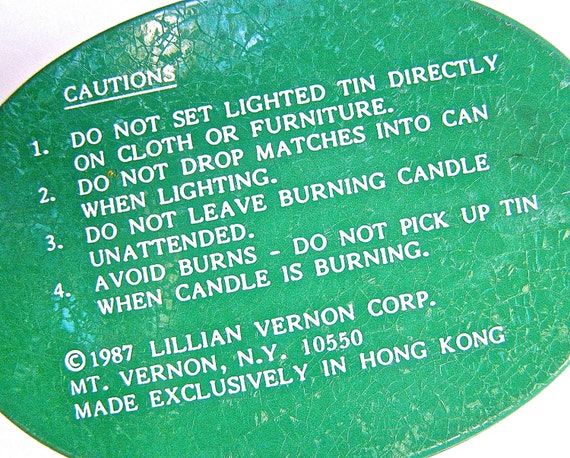 CAUTIONS
1. DO NOT SET LIGHTED TIN DIRECTLY
ON CLOTH OR FURNITURE.
2. DO NOT DROP MATCHES INTO CAN
WHEN LIGHTING.
3. DO NOT LEAVE BURNING CANDLE
UNATTENDED.
4. AVOID BURNS - DO NOT PICK UP TIN
WHEN CANDLE IS BURNING.
©1987 LILLIAN VERNON CORP.
MT. VERNON, N.Y. 10550
MADE EXCLUSIVELY IN HONG KONG